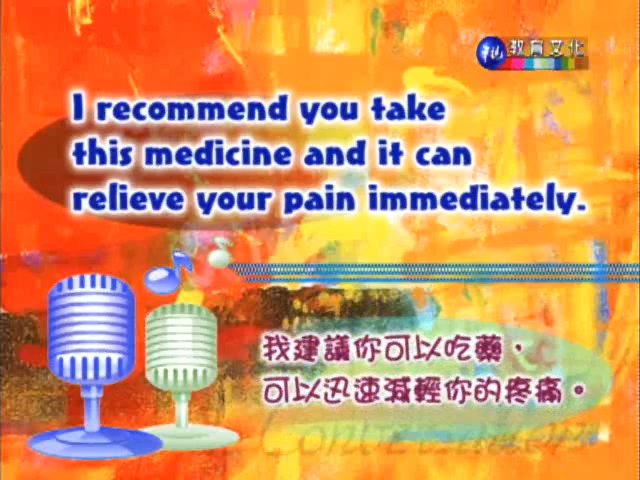 教育文化
I recommend you take
this medicine and it can
relieve your pain immediately.
我建議你可以吃藥，
可以迅速減輕你的疼痛。